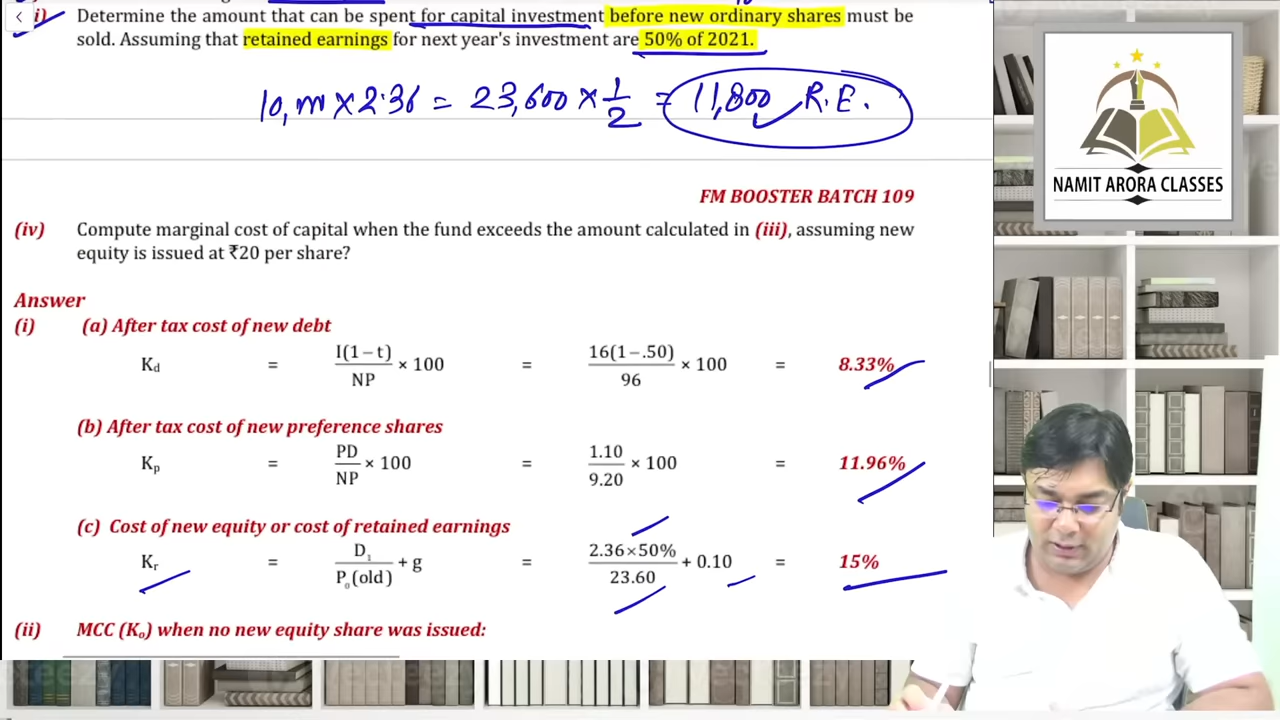 i) Determine the amount that can be spent for capital investment before new ordinary shares must be
sold. Assuming that retained earnings for next year's investment are 50% of 2021.
10,m × 2.36 = 23,600 × 1/2 = 11,800 R.E.
NAMIT ARORA CLASSES
FM BOOSTER BATCH 109
(iv) Compute marginal cost of capital when the fund exceeds the amount calculated in (iii), assuming new
equity is issued at ₹20 per share?
Answer
(i) (a) After tax cost of new debt
K_d = I(1−t)/NP × 100 = 16(1−.50)/96 × 100 = 8.33%
(b) After tax cost of new preference shares
K_p = PD/NP × 100 = 1.10/9.20 × 100 = 11.96%
(c) Cost of new equity or cost of retained earnings
K_r = D₁/P₀(old) + g = 2.36×50%/23.60 + 0.10 = 15%
(ii) MCC (K₀) when no new equity share was issued: